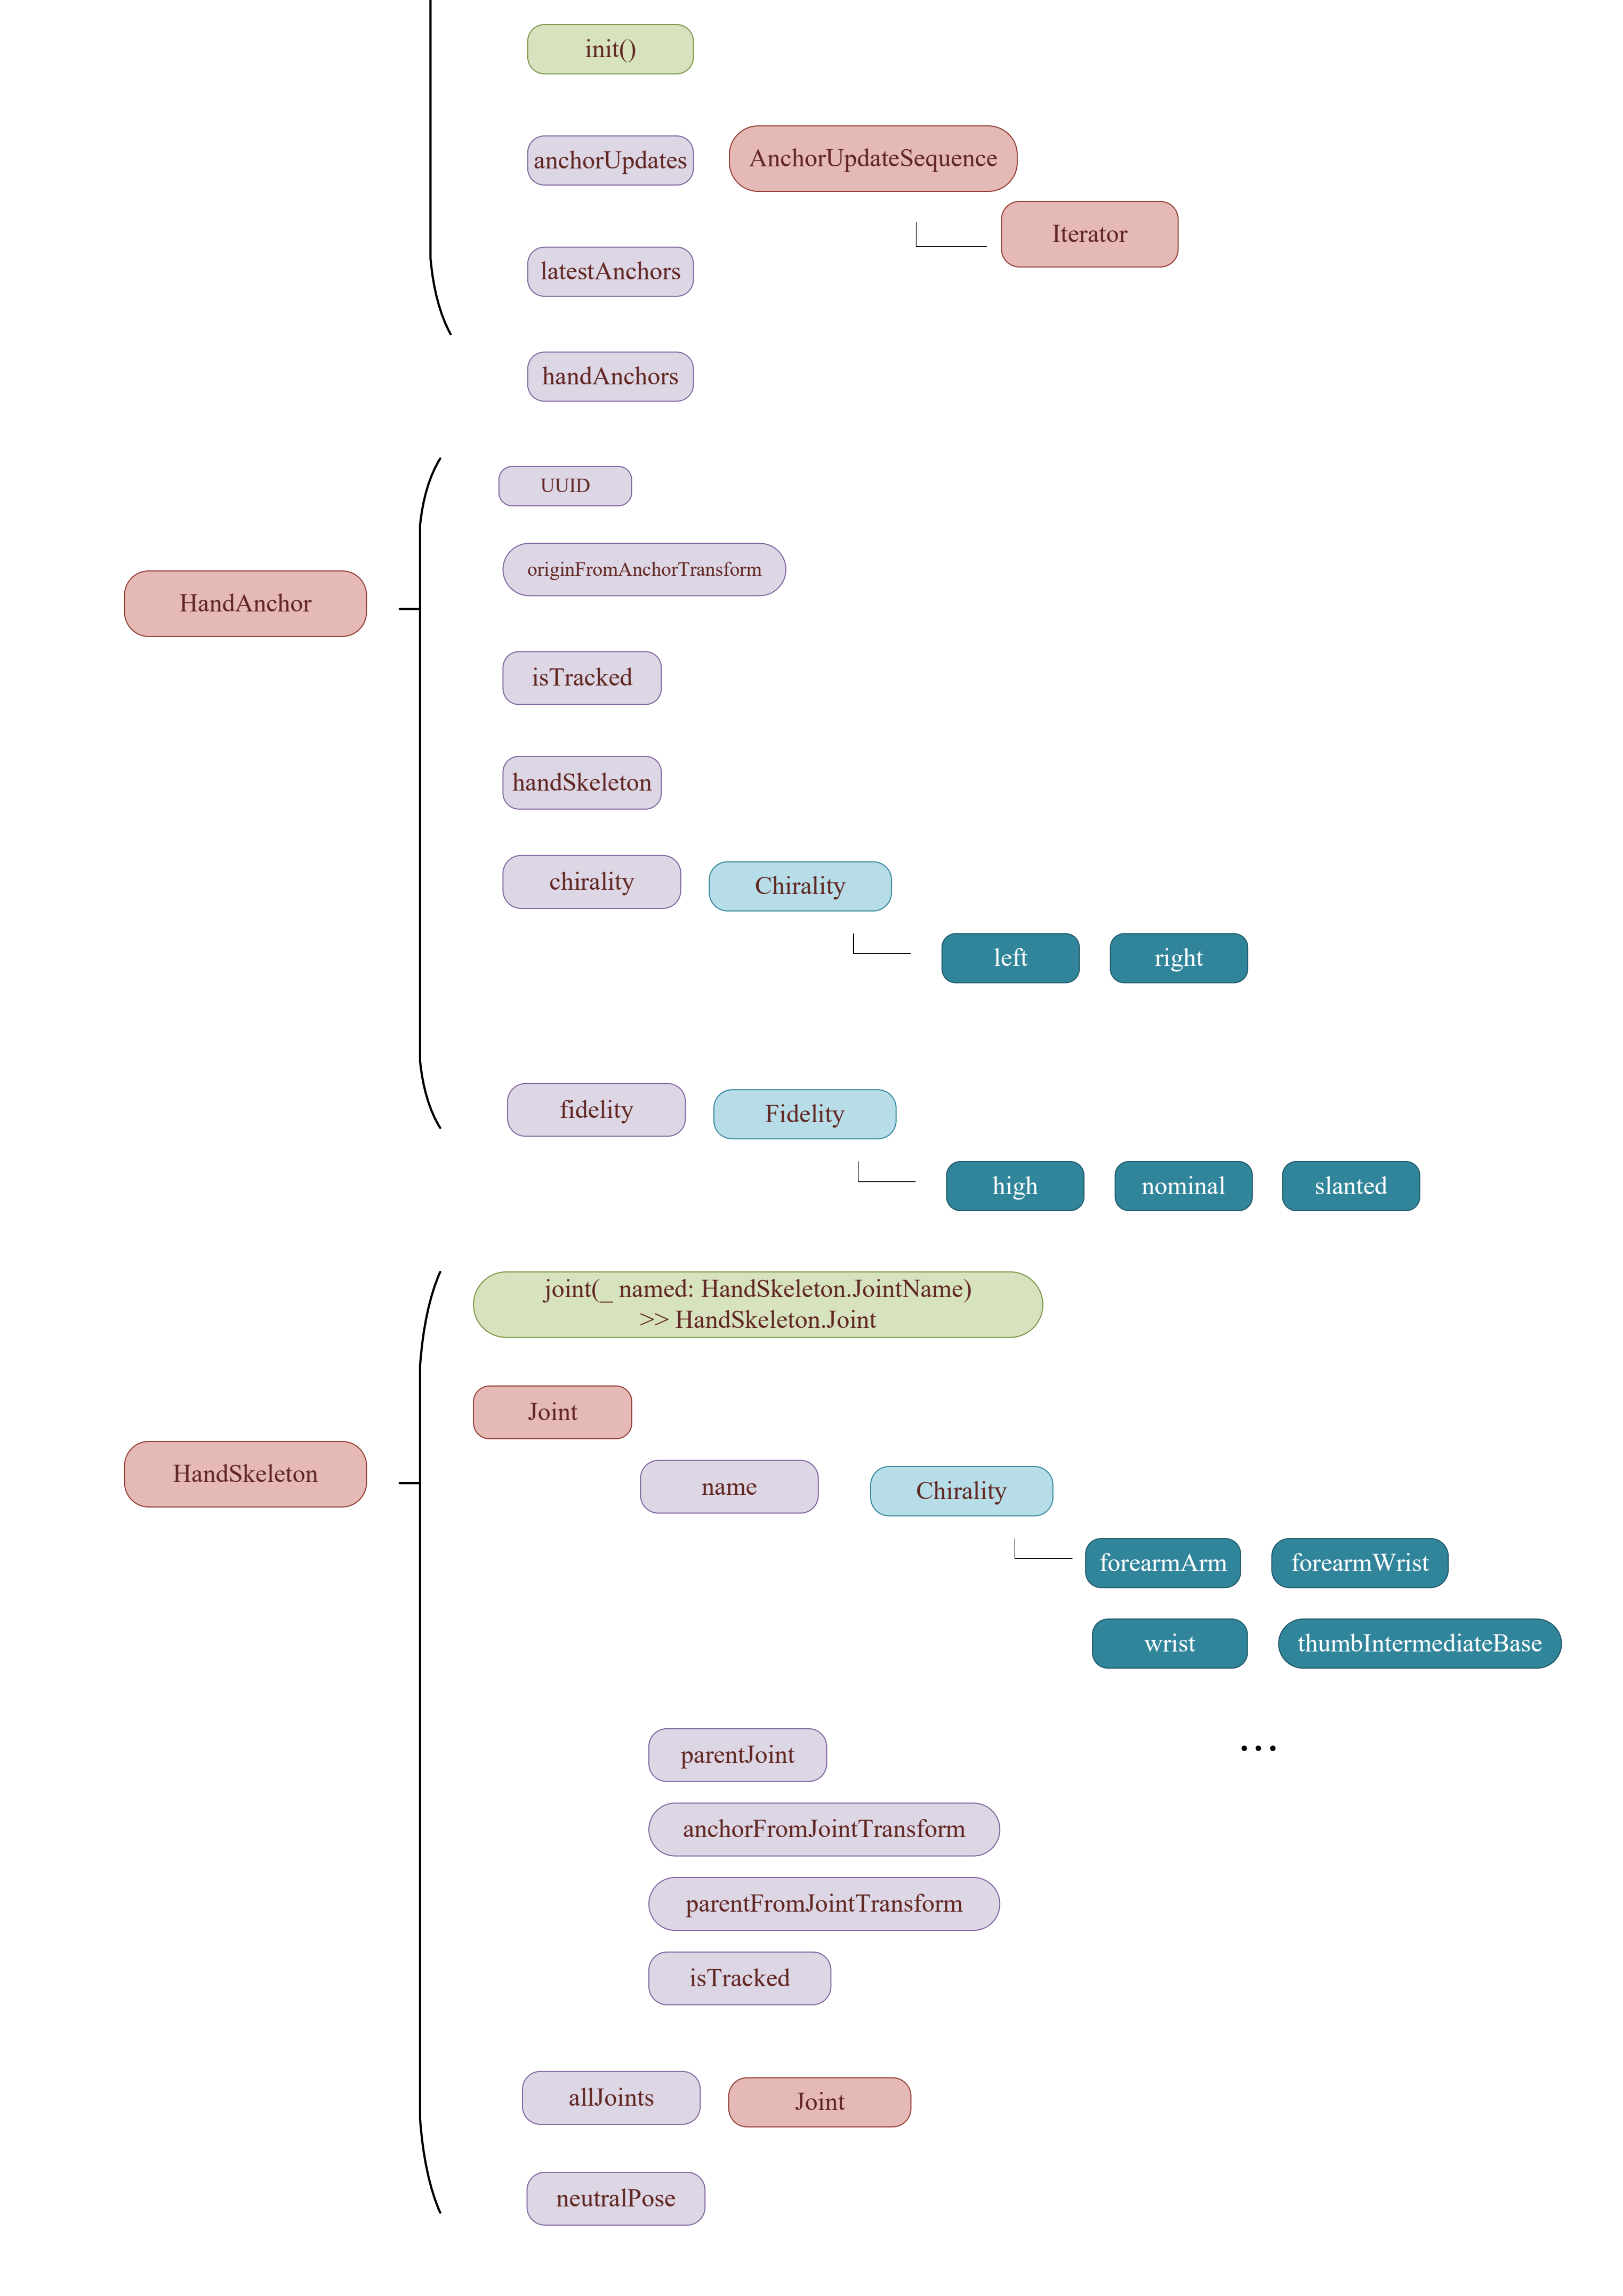 init()
anchorUpdates
AnchorUpdateSequence
Iterator
latestAnchors
handAnchors
UUID
originFromAnchorTransform
HandAnchor
isTracked
handSkeleton
chirality
Chirality
left
right
fidelity
Fidelity
high
nominal
slanted
joint(_ named: HandSkeleton.JointName)
>> HandSkeleton.Joint
Joint
HandSkeleton
name
Chirality
forearmArm
forearmWrist
wrist
thumbIntermediateBase
parentJoint
...
anchorFromJointTransform
parentFromJointTransform
isTracked
allJoints
Joint
neutralPose